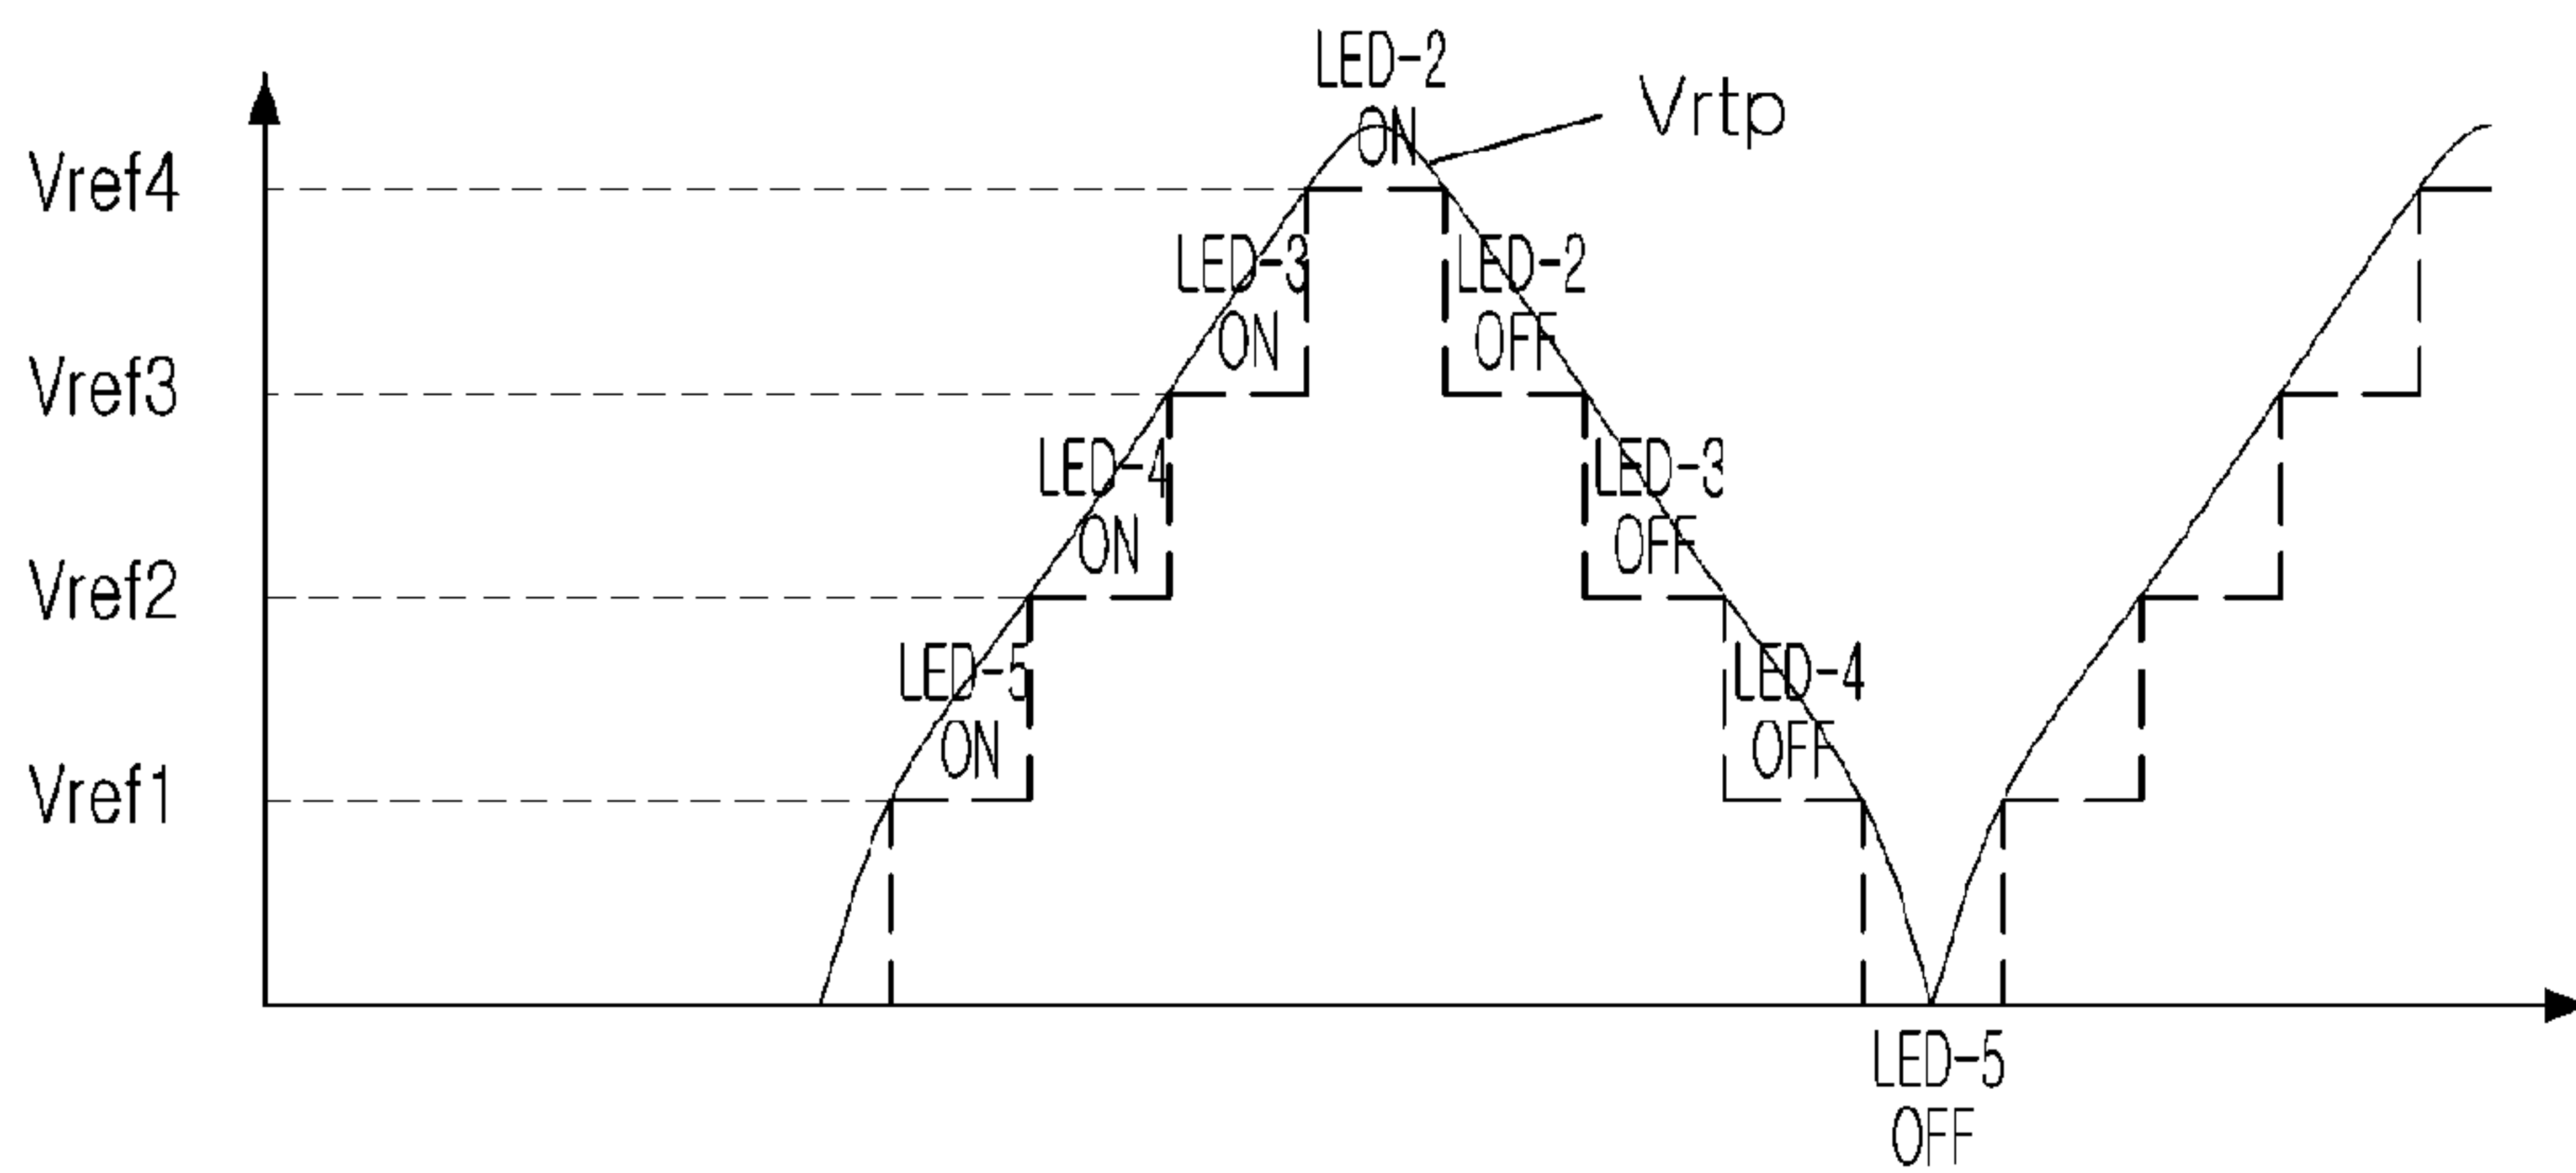 LED-2
ON
Vrtp
Vref4
LED-3
ON
LED-2
OFF
Vref3
LED-4
ON
LED-3
OFF
Vref2
LED-5
ON
LED-4
OFF
Vref1
LED-5
OFF